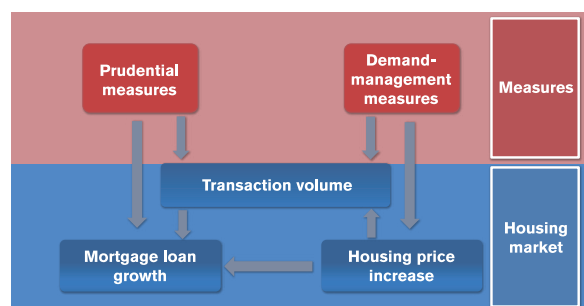 Prudential
measures
Demand-
management
measures
Measures
Transaction volume
Mortgage loan
growth
Housing price
increase
Housing
market